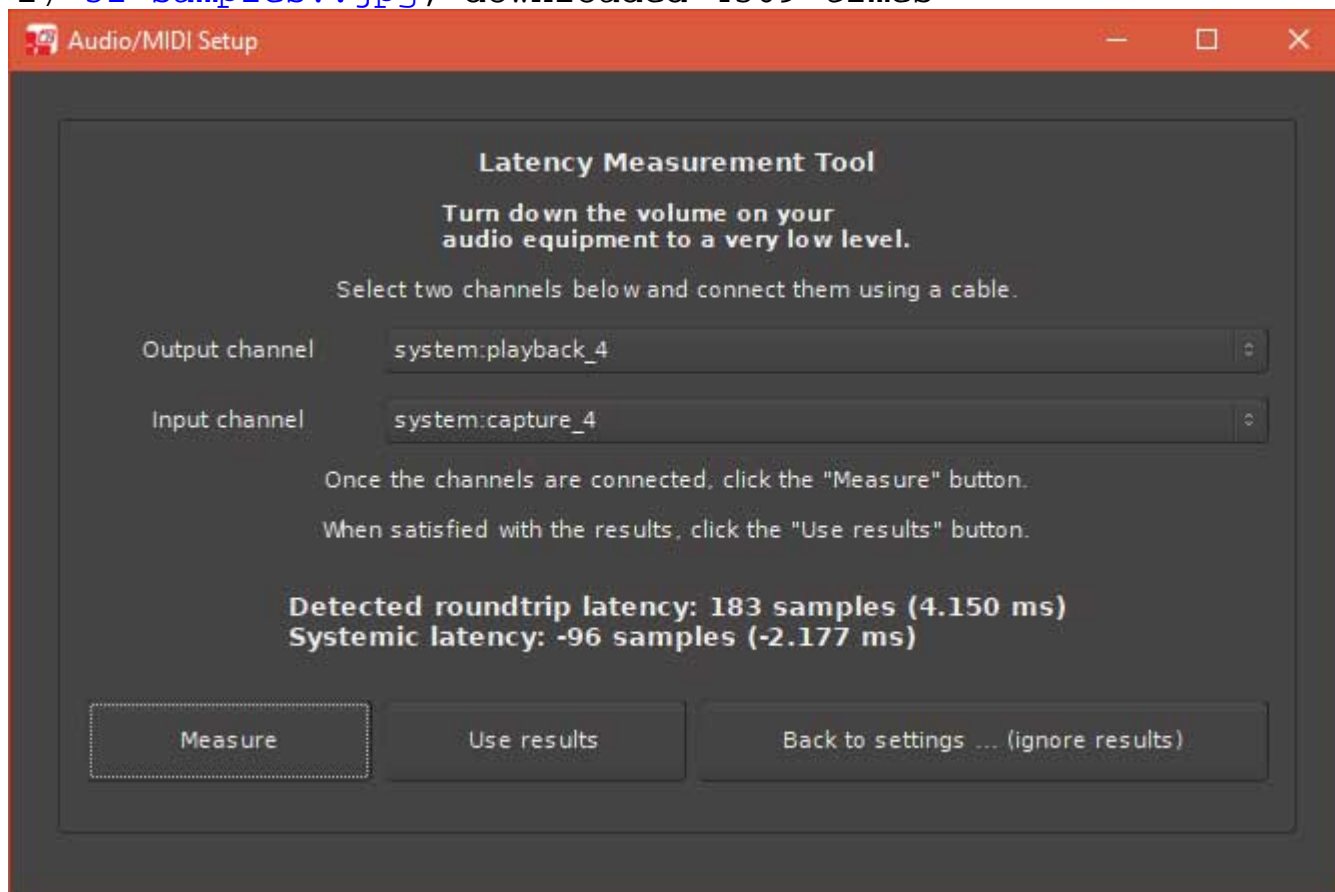 Audio/MIDI Setup
Latency Measurement Tool
Turn down the volume on your
audio equipment to a very low level.
Select two channels below and connect them using a cable.
Output channel system:playback_4
Input channel system:capture_4
Once the channels are connected, click the "Measure" button.
When satisfied with the results, click the "Use results" button.
Detected roundtrip latency: 183 samples (4.150 ms)
Systemic latency: -96 samples (-2.177 ms)
Measure Use results Back to settings ... (ignore results)